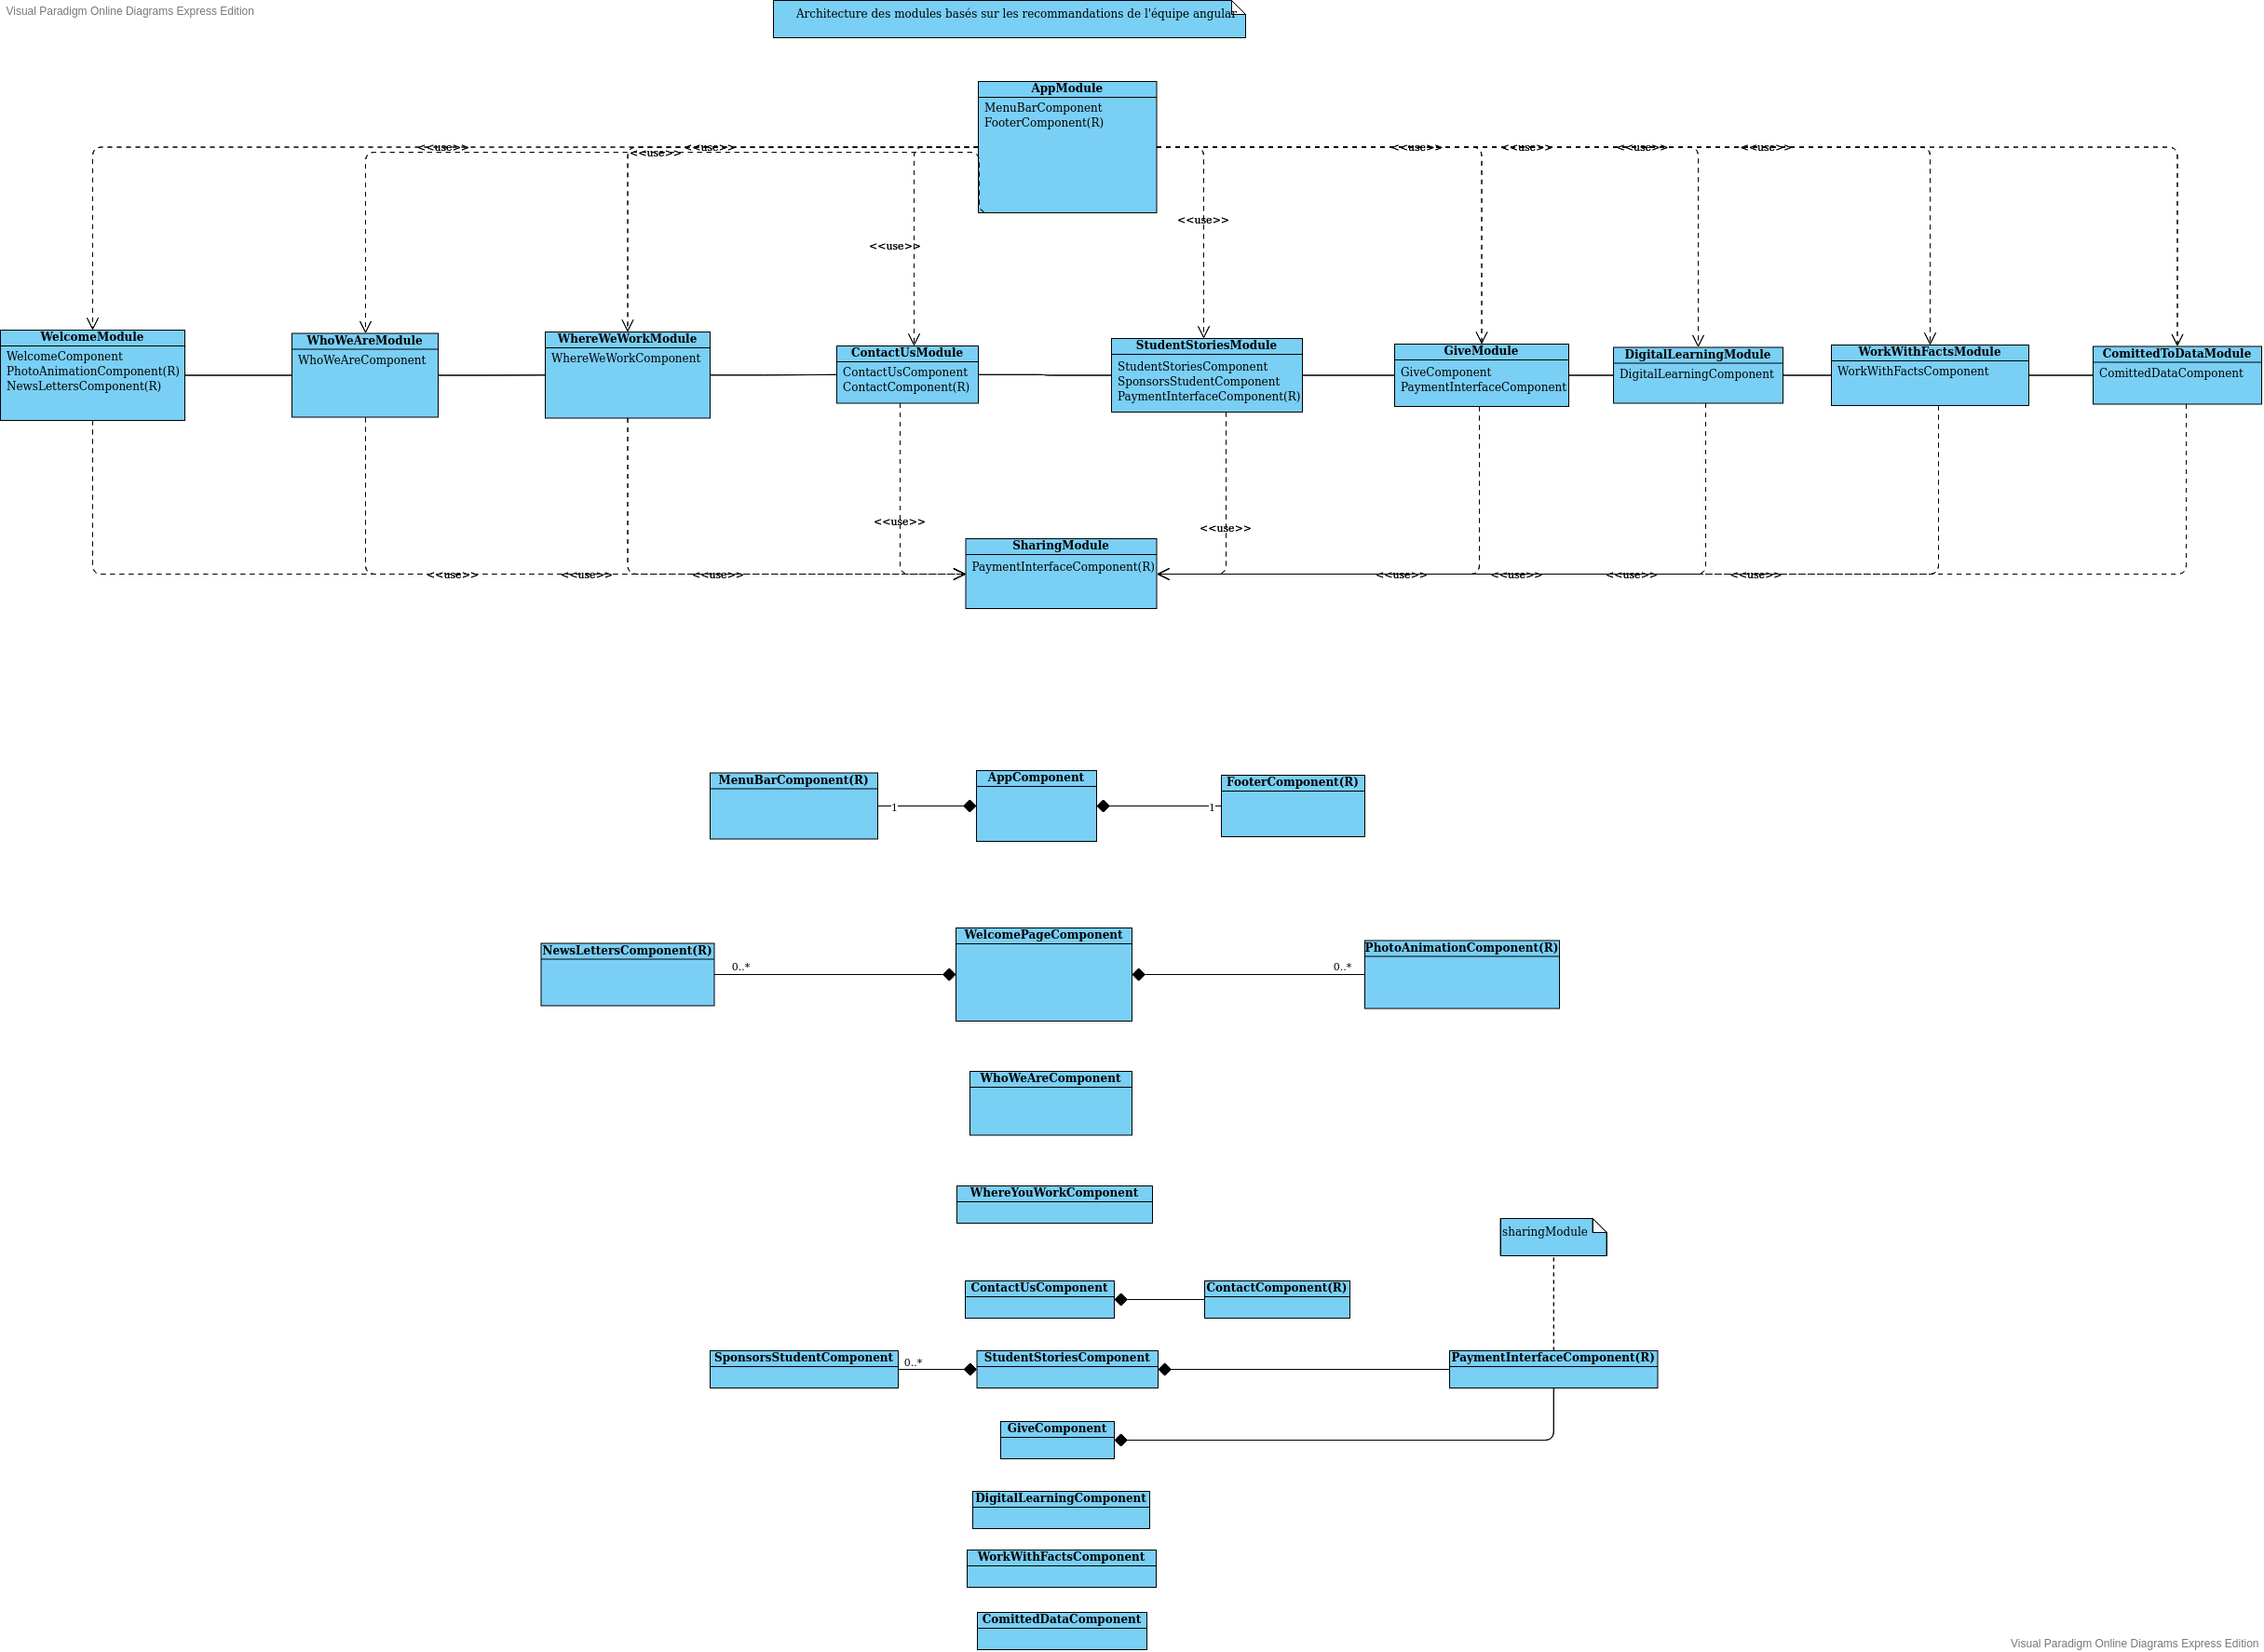 Visual Paradigm Online Diagrams Express Edition
Architecture des modules basés sur les recommandations de l'équipe angular
AppModule
MenuBarComponent
FooterComponent(R)
<<use>>
<<use>>
<<use>>
<<use>>
<<use>>
<<use>>
<<use>>
<<use>>
<<use>>
WelcomeModule
WelcomeComponent
PhotoAnimationComponent(R)
NewsLettersComponent(R)
WhoWeAreModule
WhoWeAreComponent
WhereWeWorkModule
WhereWeWorkComponent
ContactUsModule
ContactUsComponent
ContactComponent(R)
StudentStoriesModule
StudentStoriesComponent
SponsorsStudentComponent
PaymentInterfaceComponent(R)
GiveModule
GiveComponent
PaymentInterfaceComponent
DigitalLearningModule
DigitalLearningComponent
WorkWithFactsModule
WorkWithFactsComponent
ComittedToDataModule
ComittedDataComponent
<<use>>
<<use>>
SharingModule
PaymentInterfaceComponent(R)
<<use>>
<<use>>
<<use>>
<<use>>
<<use>>
<<use>>
<<use>>
MenuBarComponent(R)
1
AppComponent
1
FooterComponent(R)
NewsLettersComponent(R)
0..*
WelcomePageComponent
0..*
PhotoAnimationComponent(R)
WhoWeAreComponent
WhereYouWorkComponent
sharingModule
ContactUsComponent
ContactComponent(R)
SponsorsStudentComponent
0..*
StudentStoriesComponent
PaymentInterfaceComponent(R)
GiveComponent
DigitalLearningComponent
WorkWithFactsComponent
ComittedDataComponent
Visual Paradigm Online Diagrams Express Edition